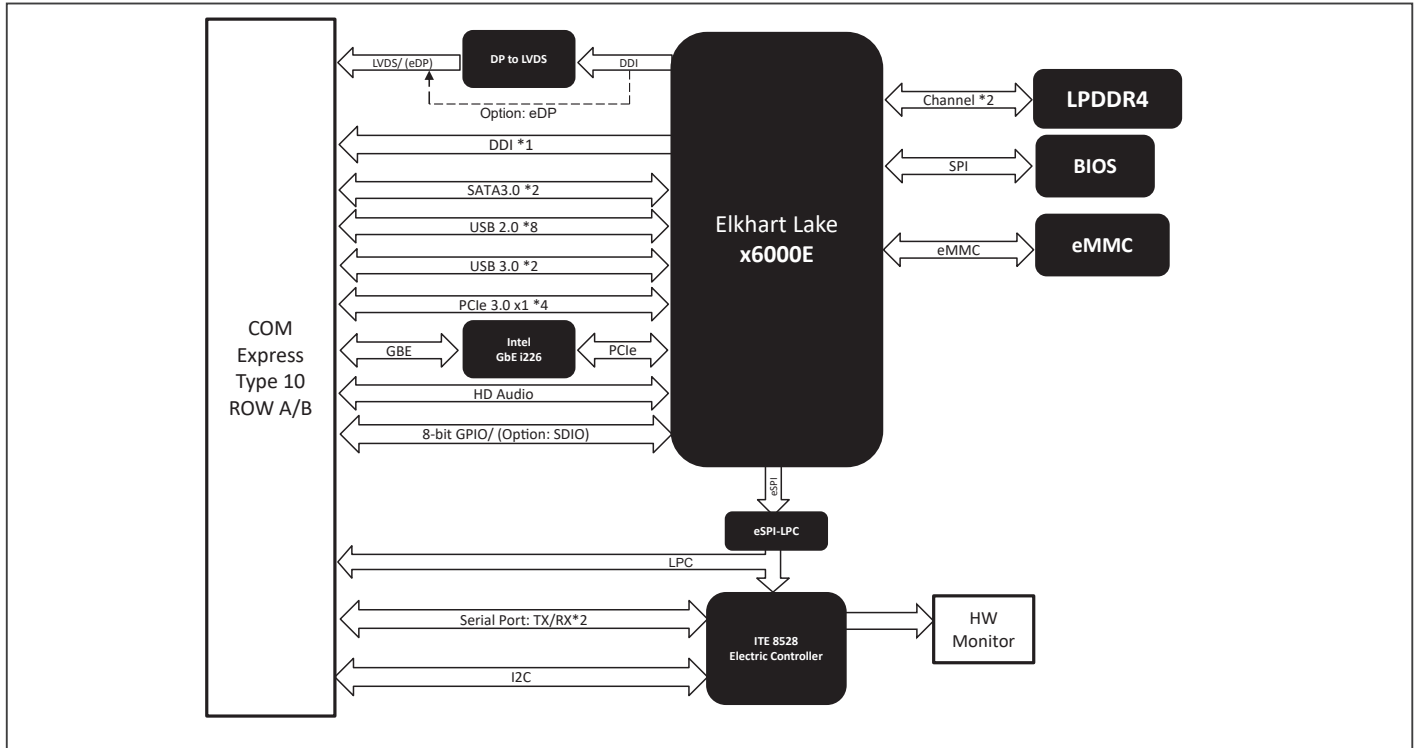 LVDS/ (eDP)
DP to LVDS
DDI
Option: eDP
DDI *1
SATA3.0 *2
USB 2.0 *8
USB 3.0 *2
PCIe 3.0 x1 *4
GBE
Intel
GbE i226
PCIe
HD Audio
8-bit GPIO/ (Option: SDIO)
COM
Express
Type 10
ROW A/B
Elkhart Lake
x6000E
Channel *2
LPDDR4
SPI
BIOS
eMMC
eMMC
eSPI
eSPI-LPC
LPC
Serial Port: TX/RX*2
I2C
ITE 8528
Electric Controller
HW
Monitor